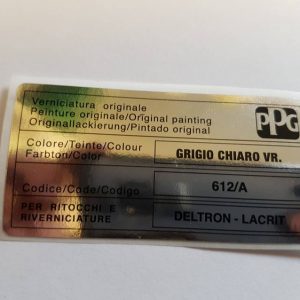 Verniciatura originale
Peinture originale/Original painting
Originallackierung/Pintado original
PPG
Colore/Teinte/Colour
Farbton/Color
GRIGIO CHIARO VR.
Codice/Code/Codigo
612/A
PER RITOCCHI E
RIVERNICIATURE
DELTRON - LACRIT